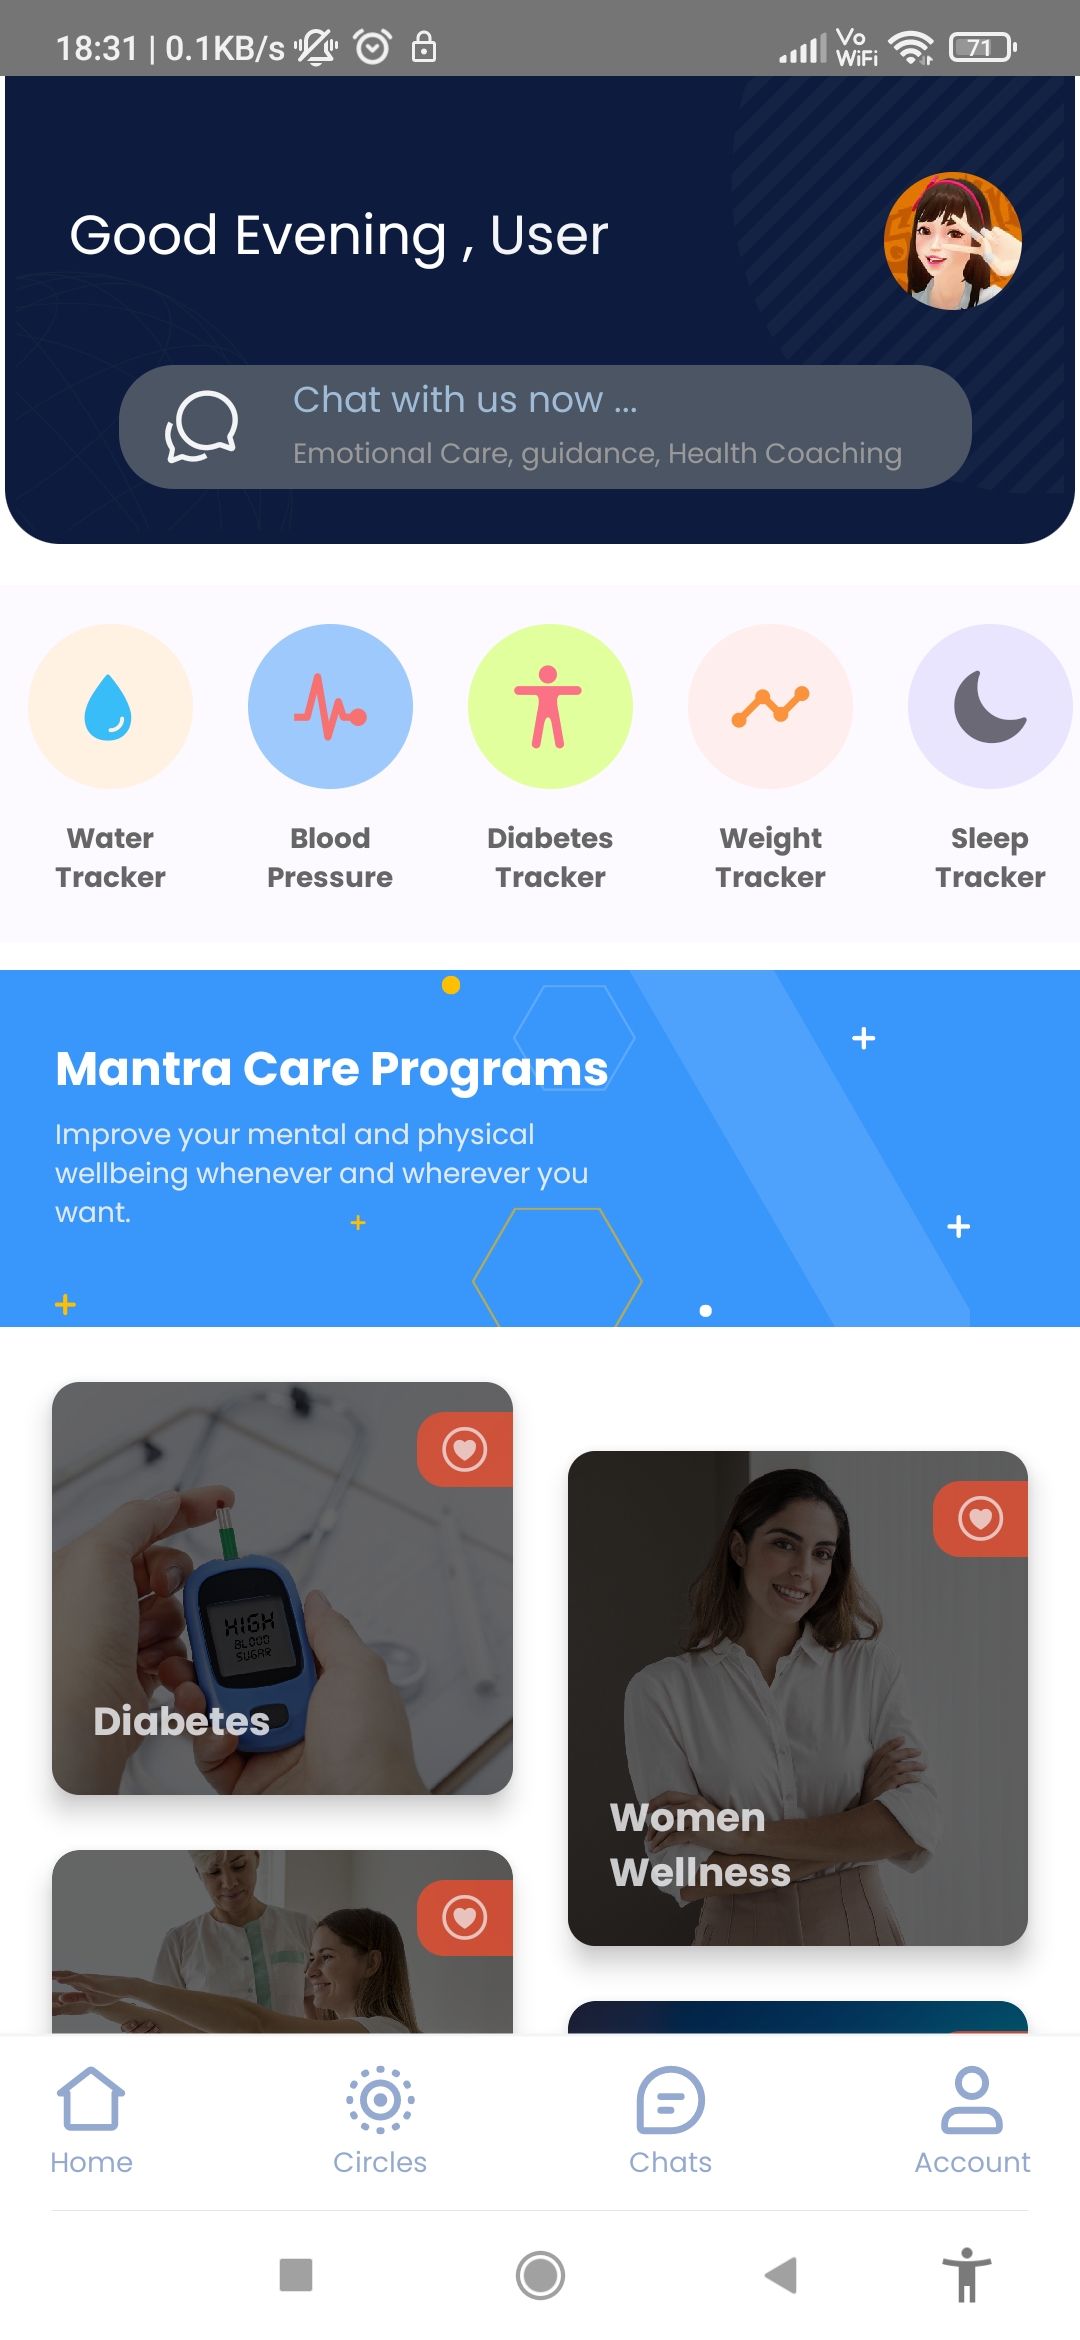 18:31 | 0.1KB/s
Vo
WiFi
71
Good Evening , User
Chat with us now ...
Emotional Care, guidance, Health Coaching
Water
Tracker
Blood
Pressure
Diabetes
Tracker
Weight
Tracker
Sleep
Tracker
Mantra Care Programs
Improve your mental and physical
wellbeing whenever and wherever you
want.
HIGH
BLOOD
SUGAR
Diabetes
Women
Wellness
Home
Circles
Chats
Account